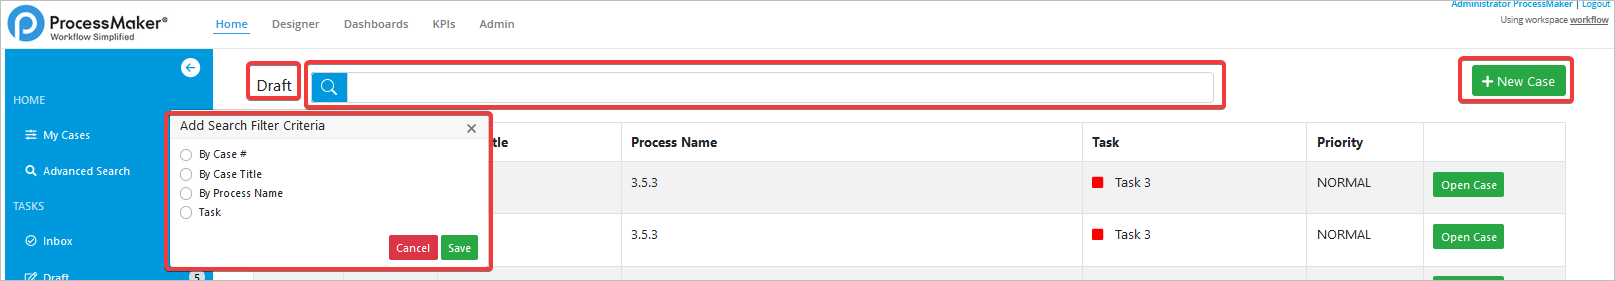 ProcessMaker®
Workflow Simplified
Home Designer Dashboards KPIs Admin
Administrator ProcessMaker | Logout
Using workspace workflow
HOME
My Cases
Advanced Search
TASKS
Inbox
Draft 5
Draft
+ New Case
Add Search Filter Criteria ×
By Case #
By Case Title
By Process Name
Task
Cancel Save
tle Process Name Task Priority
3.5.3 Task 3 NORMAL Open Case
3.5.3 Task 3 NORMAL Open Case